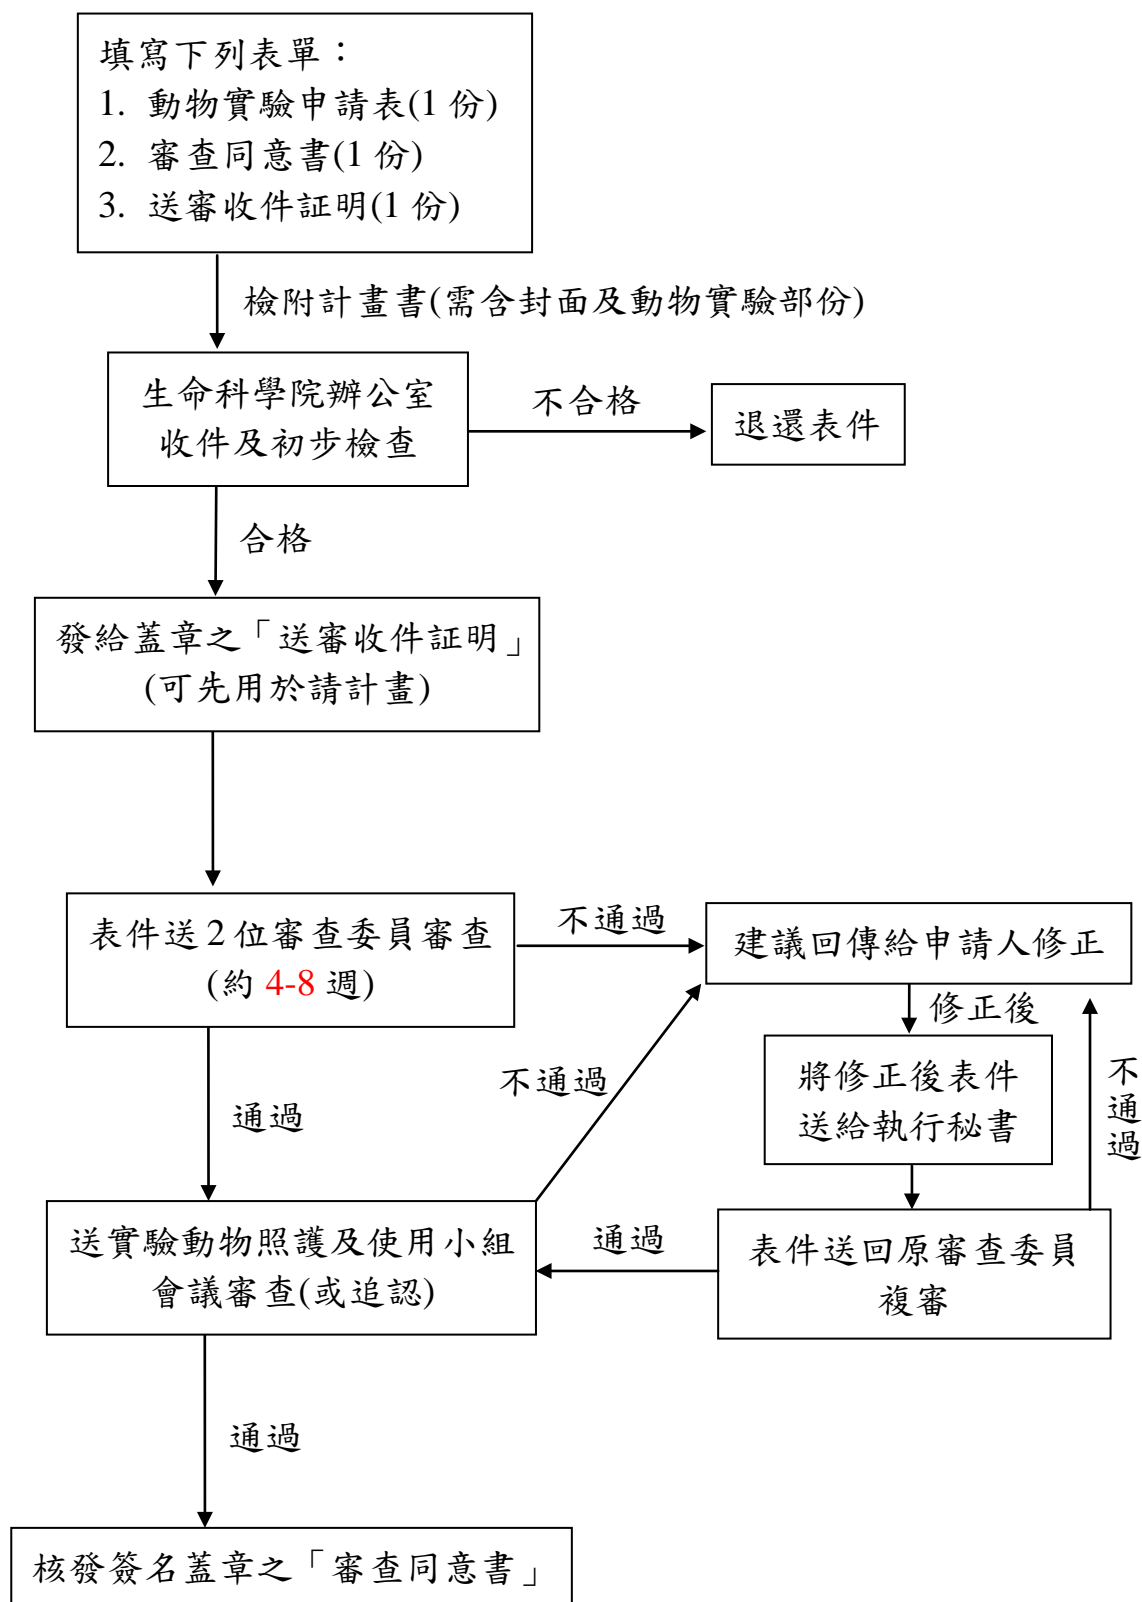 填寫下列表單：
1. 動物實驗申請表(1 份)
2. 審查同意書(1 份)
3. 送審收件証明(1 份)
檢附計畫書(需含封面及動物實驗部份)
生命科學院辦公室
收件及初步檢查
不合格
退還表件
合格
發給蓋章之「送審收件証明」
(可先用於請計畫)
表件送 2 位審查委員審查
(約 4-8 週)
不通過
建議回傳給申請人修正
修正後
將修正後表件
送給執行秘書
不通過
不通過
通過
送實驗動物照護及使用小組
會議審查(或追認)
通過
表件送回原審查委員
複審
通過
核發簽名蓋章之「審查同意書」